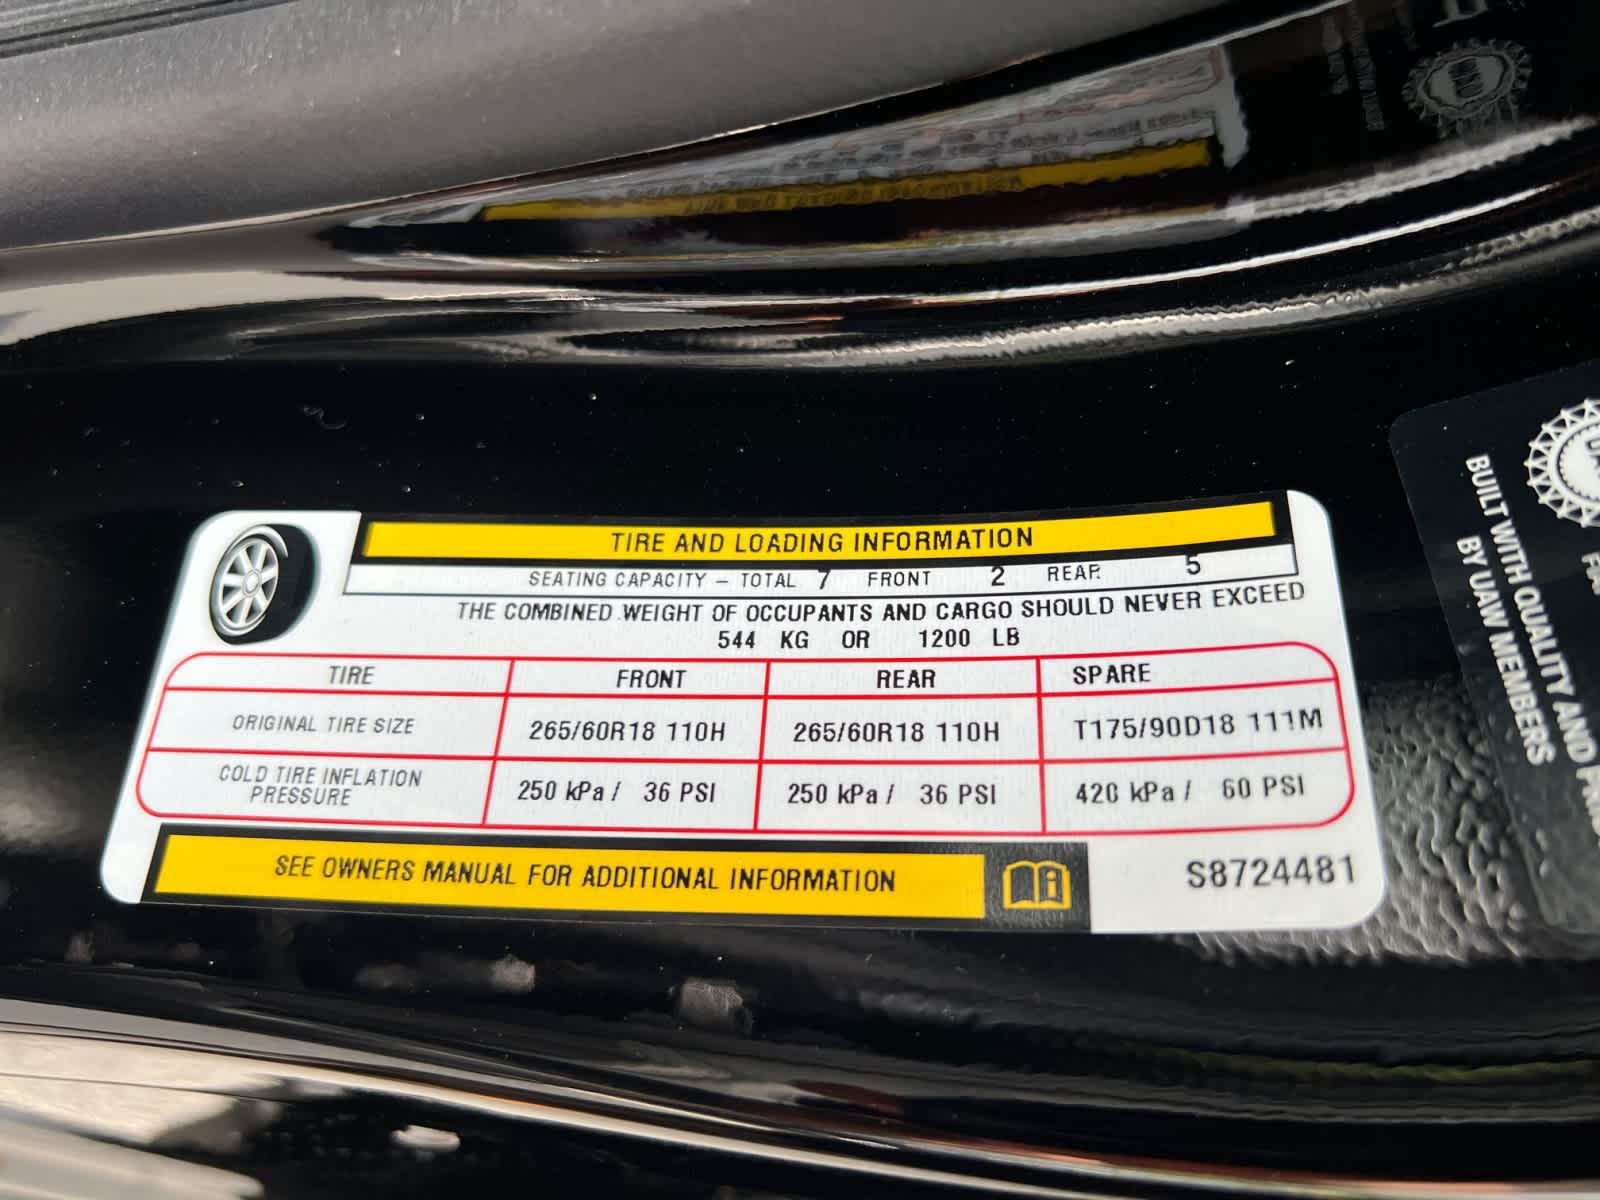 TIRE AND LOADING INFORMATION
SEATING CAPACITY – TOTAL 7 FRONT 2 REAR 5
THE COMBINED WEIGHT OF OCCUPANTS AND CARGO SHOULD NEVER EXCEED
544 KG OR 1200 LB
TIRE FRONT REAR SPARE
ORIGINAL TIRE SIZE 265/60R18 110H 265/60R18 110H T175/90D18 111M
COLD TIRE INFLATION
PRESSURE 250 kPa / 36 PSI 250 kPa / 36 PSI 420 kPa / 60 PSI
SEE OWNERS MANUAL FOR ADDITIONAL INFORMATION
S8724481
BUILT WITH QUALITY AND
BY UAW MEMBERS